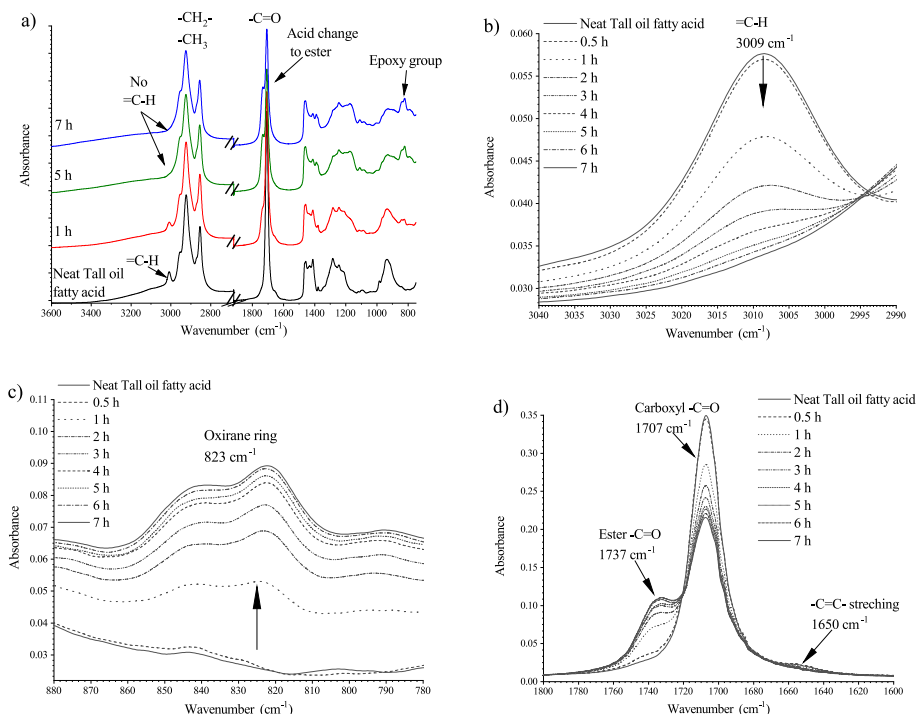 a)
-CH₂-
-CH₃
-C=O
Acid change
to ester
Epoxy group
No
=C-H
7 h
5 h
1 h
=C-H
Neat Tall oil
fatty acid
Absorbance
3600 3400 3200 3000 2800 1800 1600 1400 1200 1000 800
Wavenumber (cm⁻¹)
b)
Neat Tall oil fatty acid
0.5 h
1 h
2 h
3 h
4 h
5 h
6 h
7 h
=C-H
3009 cm⁻¹
Absorbance
0.060
0.055
0.050
0.045
0.040
0.035
0.030
3040 3035 3030 3025 3020 3015 3010 3005 3000 2995 2990
Wavenumber (cm⁻¹)
c)
Neat Tall oil fatty acid
0.5 h
1 h
2 h
3 h
4 h
5 h
6 h
7 h
Oxirane ring
823 cm⁻¹
Absorbance
0.11
0.10
0.09
0.08
0.07
0.06
0.05
0.04
0.03
880 870 860 850 840 830 820 810 800 790 780
Wavenumber (cm⁻¹)
d)
Neat Tall oil fatty acid
0.5 h
1 h
2 h
3 h
4 h
5 h
6 h
7 h
Carboxyl -C=O
1707 cm⁻¹
Ester -C=O
1737 cm⁻¹
-C=C- streching
1650 cm⁻¹
Absorbance
0.35
0.30
0.25
0.20
0.15
0.10
0.05
0.00
1800 1780 1760 1740 1720 1700 1680 1660 1640 1620 1600
Wavenumber (cm⁻¹)